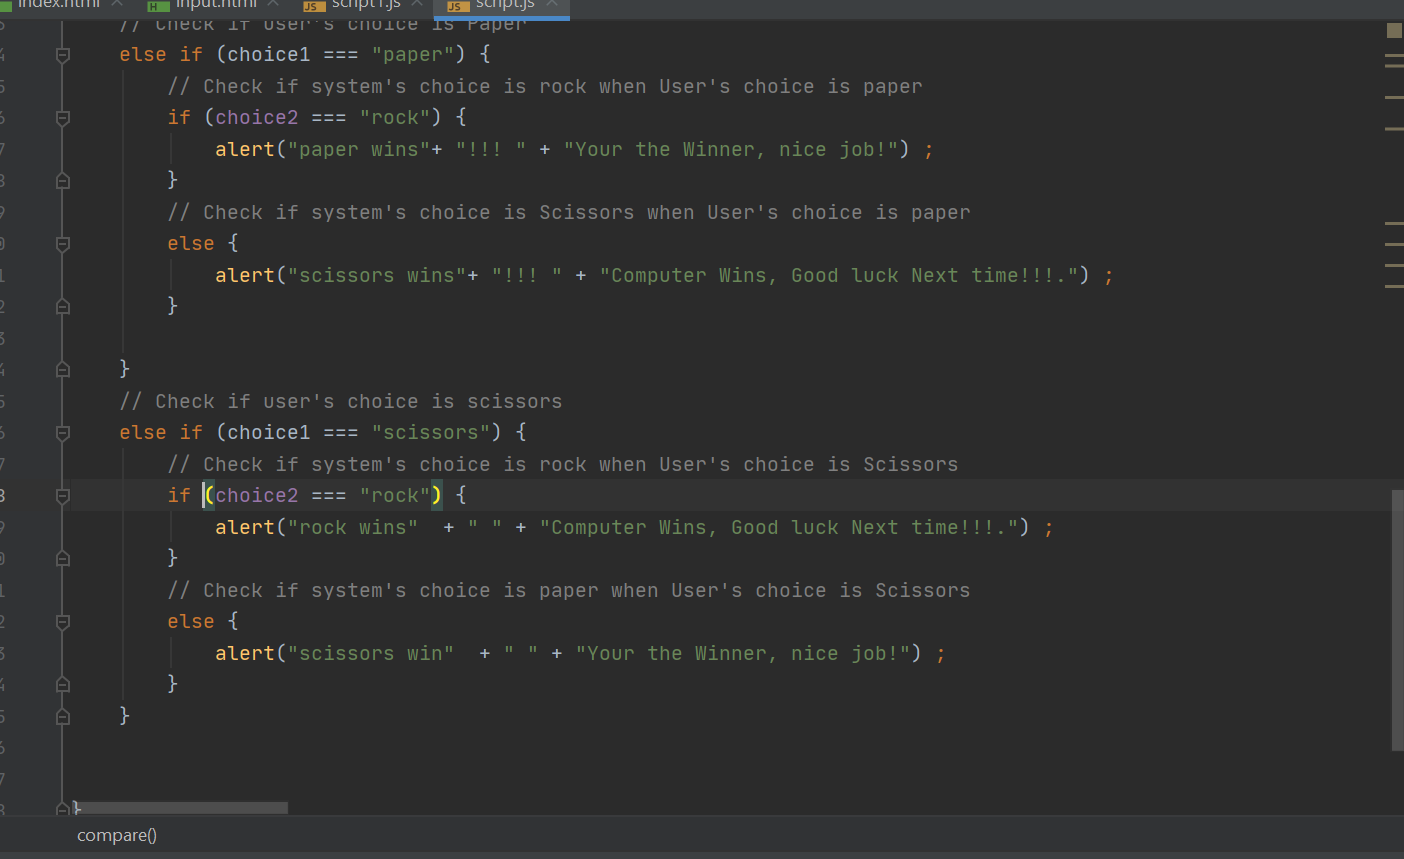 index.html
H input.html
JS script1.js
JS script.js
// Check if user's choice is Paper
else if (choice1 === "paper") {
// Check if system's choice is rock when User's choice is paper
if (choice2 === "rock") {
alert("paper wins"+ "!!! " + "Your the Winner, nice job!") ;
}
// Check if system's choice is Scissors when User's choice is paper
else {
alert("scissors wins"+ "!!! " + "Computer Wins, Good luck Next time!!!.") ;
}
}
// Check if user's choice is scissors
else if (choice1 === "scissors") {
// Check if system's choice is rock when User's choice is Scissors
if (choice2 === "rock") {
alert("rock wins"  + " " + "Computer Wins, Good luck Next time!!!.") ;
}
// Check if system's choice is paper when User's choice is Scissors
else {
alert("scissors win"  + " " + "Your the Winner, nice job!") ;
}
}
}
compare()